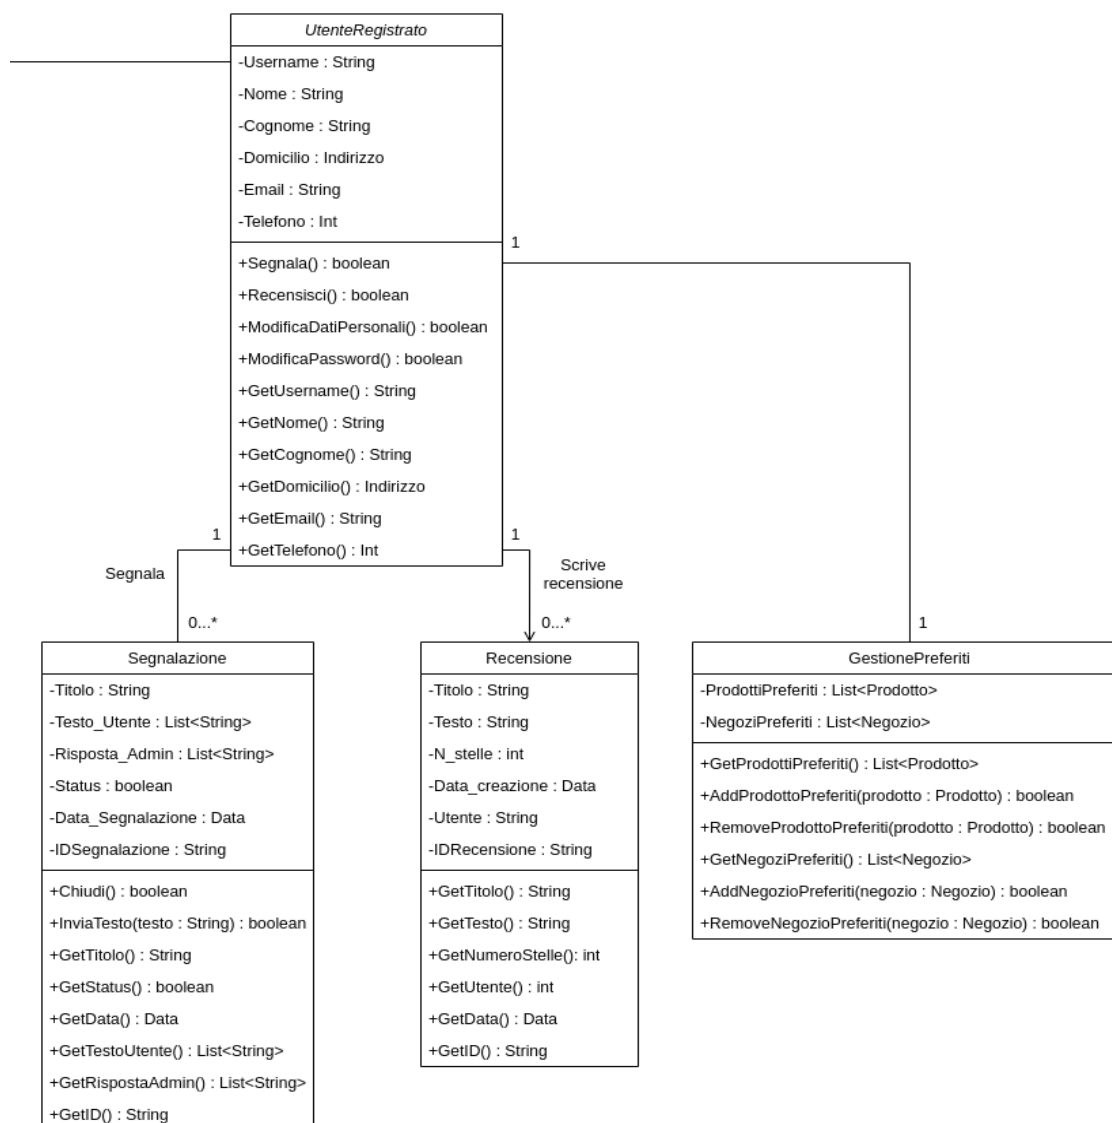 UtenteRegistrato
-Username : String
-Nome : String
-Cognome : String
-Domicilio : Indirizzo
-Email : String
-Telefono : Int
+Segnala() : boolean
+Recensisci() : boolean
+ModificaDatiPersonali() : boolean
+ModificaPassword() : boolean
+GetUsername() : String
+GetNome() : String
+GetCognome() : String
+GetDomicilio() : Indirizzo
+GetEmail() : String
+GetTelefono() : Int
1
1
Segnala
0...*
1
Scrive
recensione
0...*
1
Segnalazione
-Titolo : String
-Testo_Utente : List<String>
-Risposta_Admin : List<String>
-Status : boolean
-Data_Segnalazione : Data
-IDSegnalazione : String
+Chiudi() : boolean
+InviaTesto(testo : String) : boolean
+GetTitolo() : String
+GetStatus() : boolean
+GetData() : Data
+GetTestoUtente() : List<String>
+GetRispostaAdmin() : List<String>
+GetID() : String
Recensione
-Titolo : String
-Testo : String
-N_stelle : int
-Data_creazione : Data
-Utente : String
-IDRecensione : String
+GetTitolo() : String
+GetTesto() : String
+GetNumeroStelle(): int
+GetUtente() : int
+GetData() : Data
+GetID() : String
GestionePreferiti
-ProdottiPreferiti : List<Prodotto>
-NegoziPreferiti : List<Negozio>
+GetProdottiPreferiti() : List<Prodotto>
+AddProdottoPreferiti(prodotto : Prodotto) : boolean
+RemoveProdottoPreferiti(prodotto : Prodotto) : boolean
+GetNegoziPreferiti() : List<Negozio>
+AddNegozioPreferiti(negozio : Negozio) : boolean
+RemoveNegozioPreferiti(negozio : Negozio) : boolean